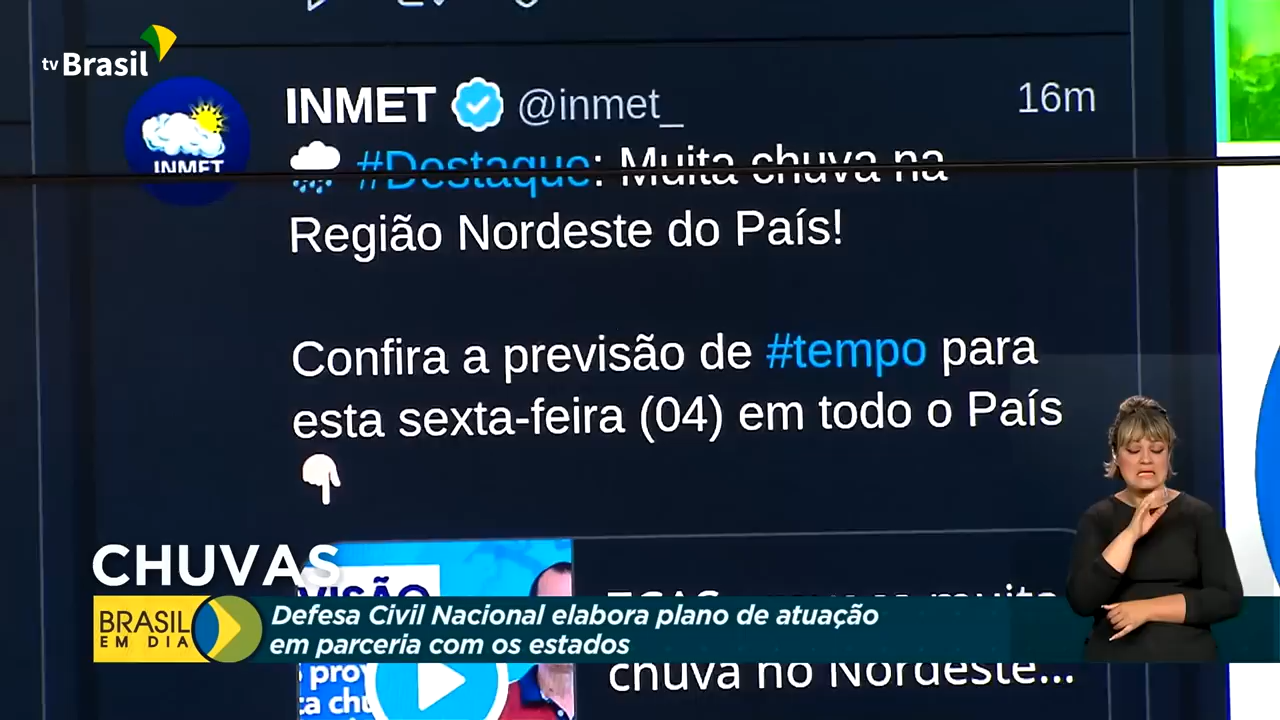 tv Brasil
INMET @inmet_ 16m
INMET
#Destaque: Muita chuva na
Região Nordeste do País!
Confira a previsão de #tempo para
esta sexta-feira (04) em todo o País
CHUVAS
BRASIL
EM DIA
Defesa Civil Nacional elabora plano de atuação
em parceria com os estados
chuva no Nordeste...